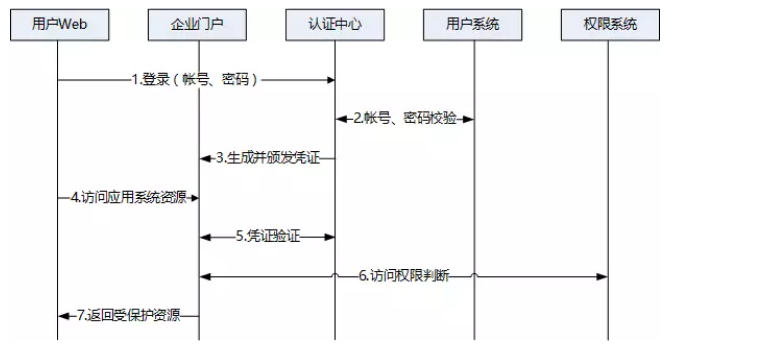 用户Web
企业门户
认证中心
用户系统
权限系统
1.登录（帐号、密码）
2.帐号、密码校验
3.生成并颁发凭证
4.访问应用系统资源
5.凭证验证
6.访问权限判断
7.返回受保护资源